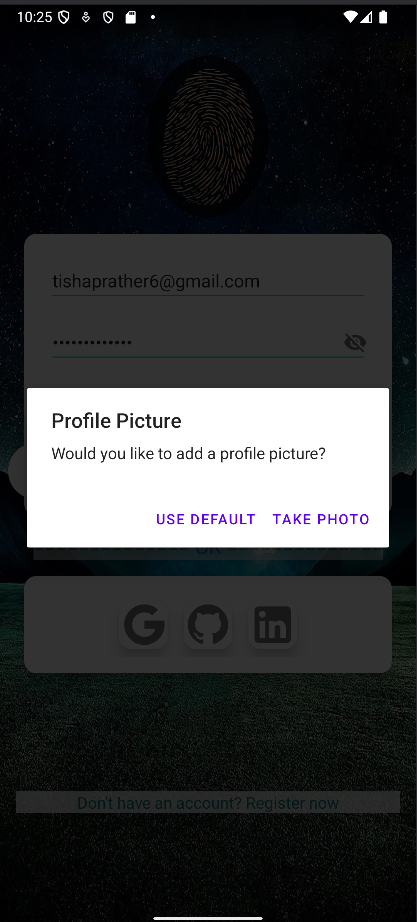 10:25
tishaprather6@gmail.com
•••••••••••••
Profile Picture
Would you like to add a profile picture?
USE DEFAULT TAKE PHOTO
OR
Don't have an account? Register now